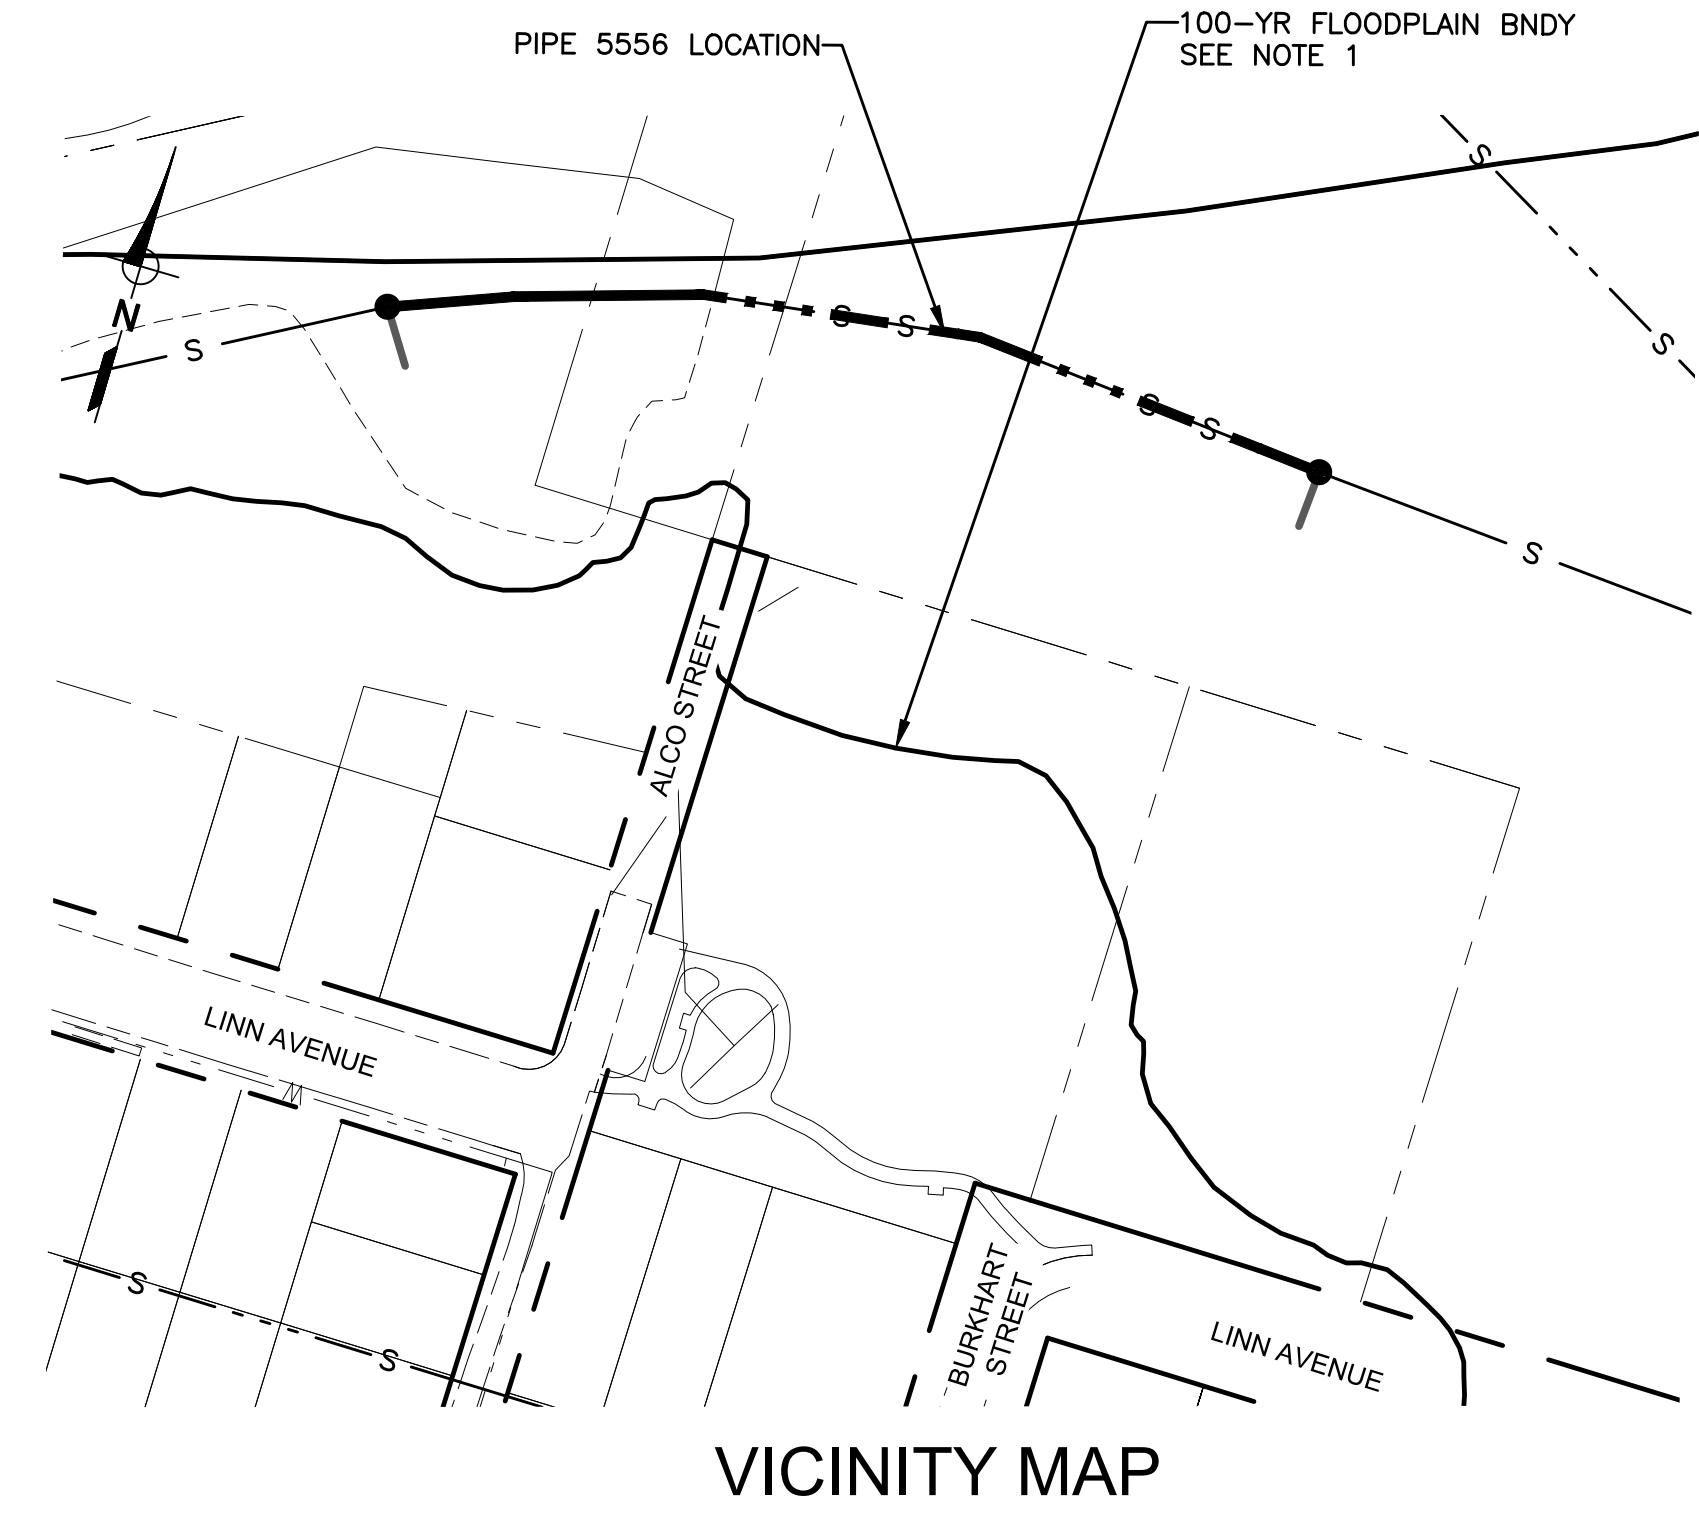 PIPE 5556 LOCATION
100-YR FLOODPLAIN BNDY
SEE NOTE 1
S
S
N
S
S
S
S
S
S
ALCO STREET
LINN AVENUE
BURKHART
STREET
LINN AVENUE
S
S
VICINITY MAP